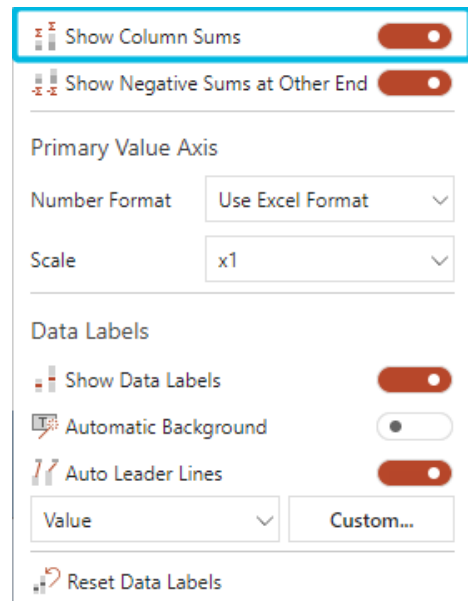 Show Column Sums
Show Negative Sums at Other End
Primary Value Axis
Number Format Use Excel Format
Scale x1
Data Labels
Show Data Labels
Automatic Background
Auto Leader Lines
Value Custom...
Reset Data Labels